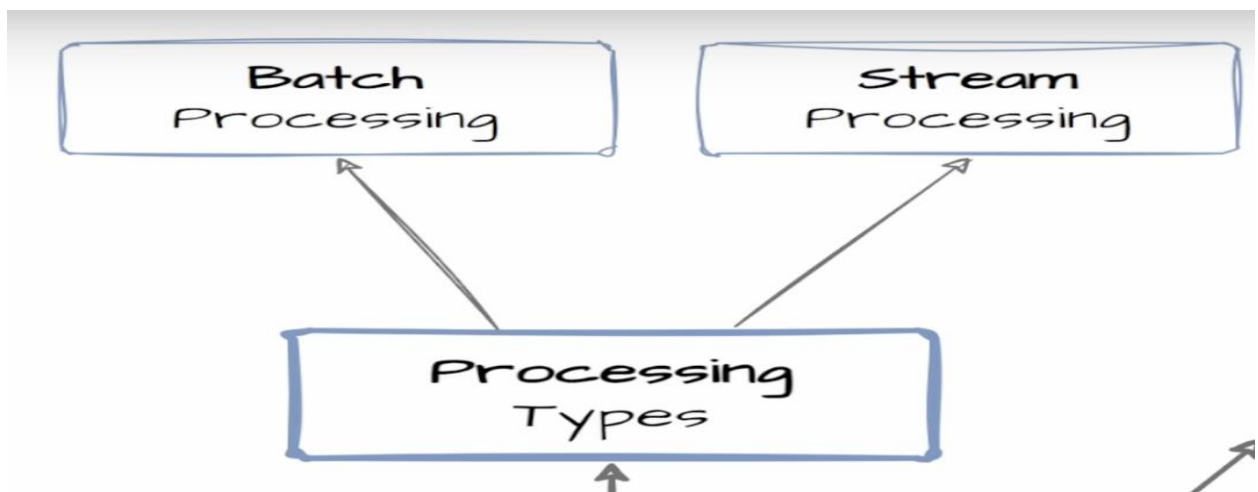 Batch
Processing
Stream
Processing
Processing
Types